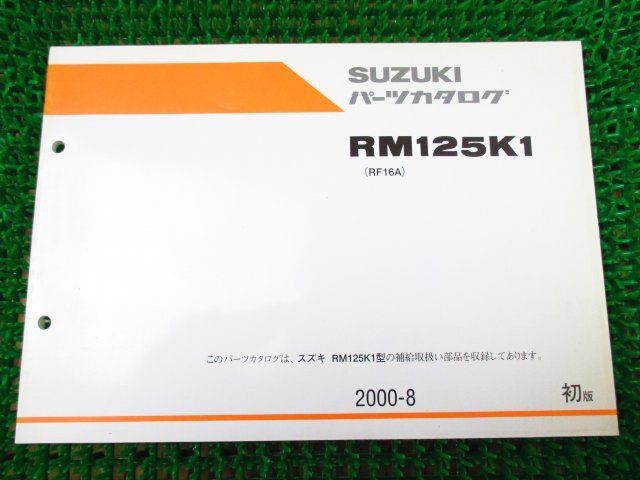 SUZUKI
パーツカタログ
RM125K1
(RF16A)
このパーツカタログは、スズキ RM125K1型の補給取扱い部品を収録してあります。
2000-8 初版